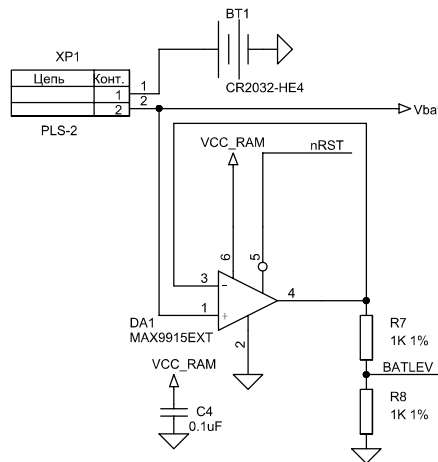 BT1
XP1
Цепь Конт.
1 1
2 2
CR2032-HE4
Vbat
PLS-2
VCC_RAM
nRST
6 5
3 -
4
1 +
DA1
MAX9915EXT
2
R7
1K 1%
VCC_RAM
BATLEV
C4
0.1uF
R8
1K 1%